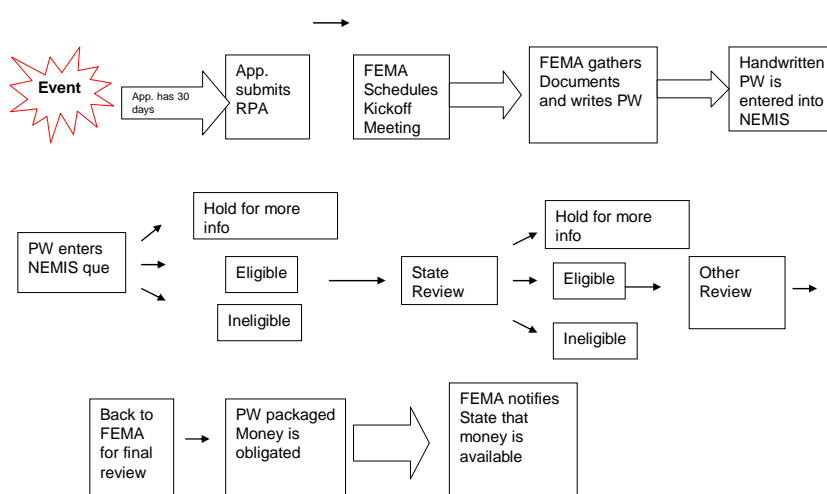 Event
App. has 30
days
App.
submits
RPA
FEMA
Schedules
Kickoff
Meeting
FEMA gathers
Documents
and writes PW
Handwritten
PW is
entered into
NEMIS
PW enters
NEMIS que
Hold for more
info
Eligible
Ineligible
State
Review
Hold for more
info
Eligible
Ineligible
Other
Review
Back to
FEMA
for final
review
PW packaged
Money is
obligated
FEMA notifies
State that
money is
available